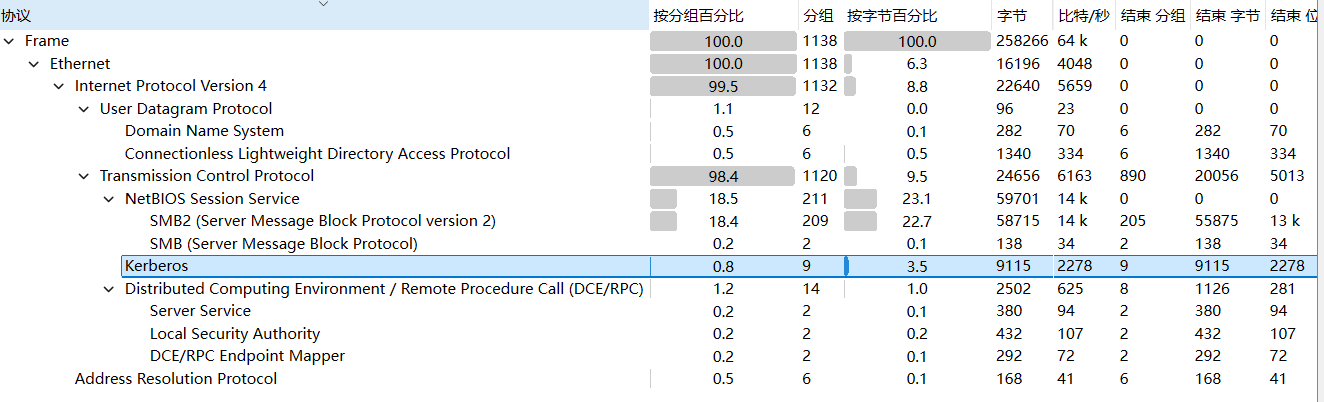 协议 按分组百分比 分组 按字节百分比 字节 比特/秒 结束 分组 结束 字节 结束 位
Frame 100.0 1138 100.0 258266 64 k 0 0 0
Ethernet 100.0 1138 6.3 16196 4048 0 0 0
Internet Protocol Version 4 99.5 1132 8.8 22640 5659 0 0 0
User Datagram Protocol 1.1 12 0.0 96 23 0 0 0
Domain Name System 0.5 6 0.1 282 70 6 282 70
Connectionless Lightweight Directory Access Protocol 0.5 6 0.5 1340 334 6 1340 334
Transmission Control Protocol 98.4 1120 9.5 24656 6163 890 20056 5013
NetBIOS Session Service 18.5 211 23.1 59701 14 k 0 0 0
SMB2 (Server Message Block Protocol version 2) 18.4 209 22.7 58715 14 k 205 55875 13 k
SMB (Server Message Block Protocol) 0.2 2 0.1 138 34 2 138 34
Kerberos 0.8 9 3.5 9115 2278 9 9115 2278
Distributed Computing Environment / Remote Procedure Call (DCE/RPC) 1.2 14 1.0 2502 625 8 1126 281
Server Service 0.2 2 0.1 380 94 2 380 94
Local Security Authority 0.2 2 0.2 432 107 2 432 107
DCE/RPC Endpoint Mapper 0.2 2 0.1 292 72 2 292 72
Address Resolution Protocol 0.5 6 0.1 168 41 6 168 41